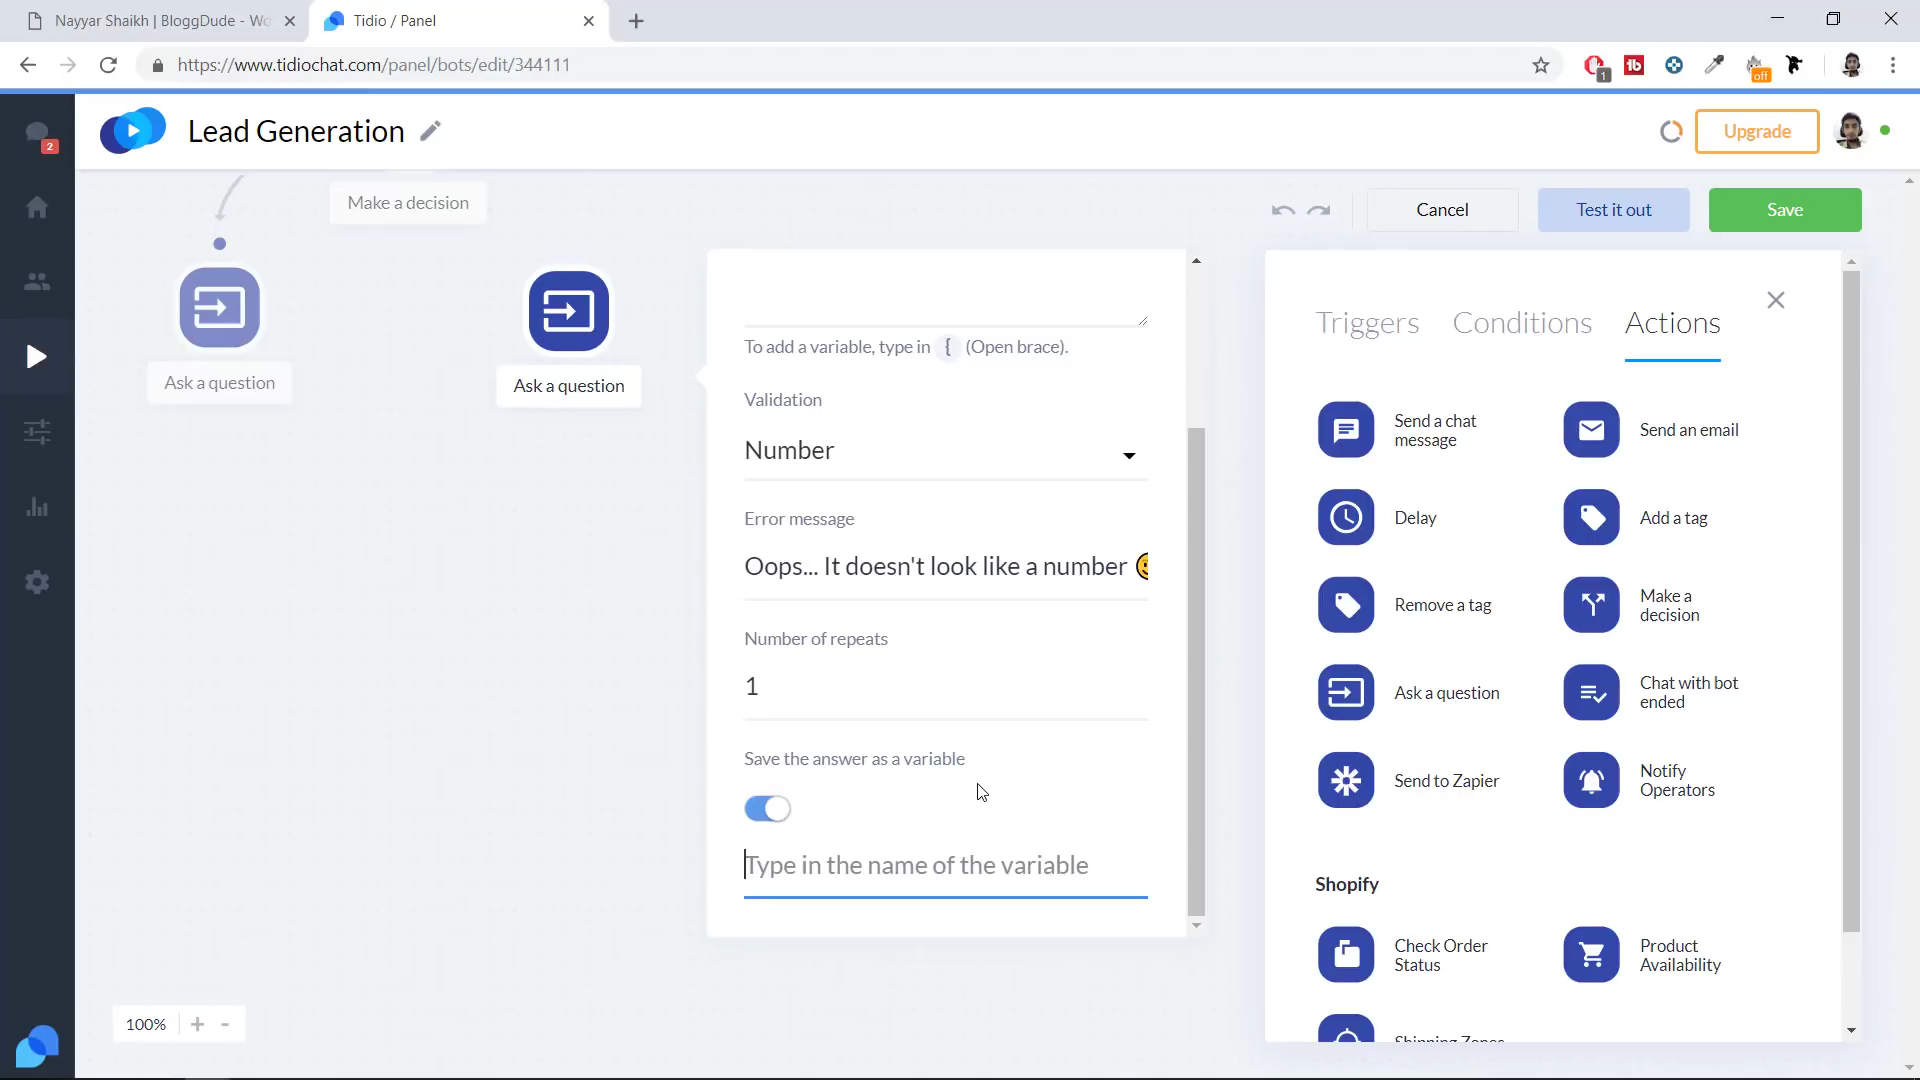 Nayyar Shaikh | BloggDude - Wo
Tidio / Panel
https://www.tidiochat.com/panel/bots/edit/344111
1
off
2
Lead Generation
Upgrade
Make a decision
Cancel
Test it out
Save
Ask a question
Ask a question
To add a variable, type in { (Open brace).
Validation
Number
Error message
Oops... It doesn't look like a number
Number of repeats
1
Save the answer as a variable
Type in the name of the variable
Triggers
Conditions
Actions
Send a chat
message
Send an email
Delay
Add a tag
Remove a tag
Make a
decision
Ask a question
Chat with bot
ended
Send to Zapier
Notify
Operators
Shopify
Check Order
Status
Product
Availability
Shipping Zones
100%
+
-